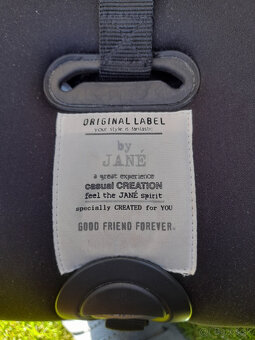 ORIGINAL LABEL
your style is fantastic
by
JANÉ
a great experience
casual CREATION
feel the JANÉ spirit
specially CREATED for YOU
GOOD FRIEND FOREVER.